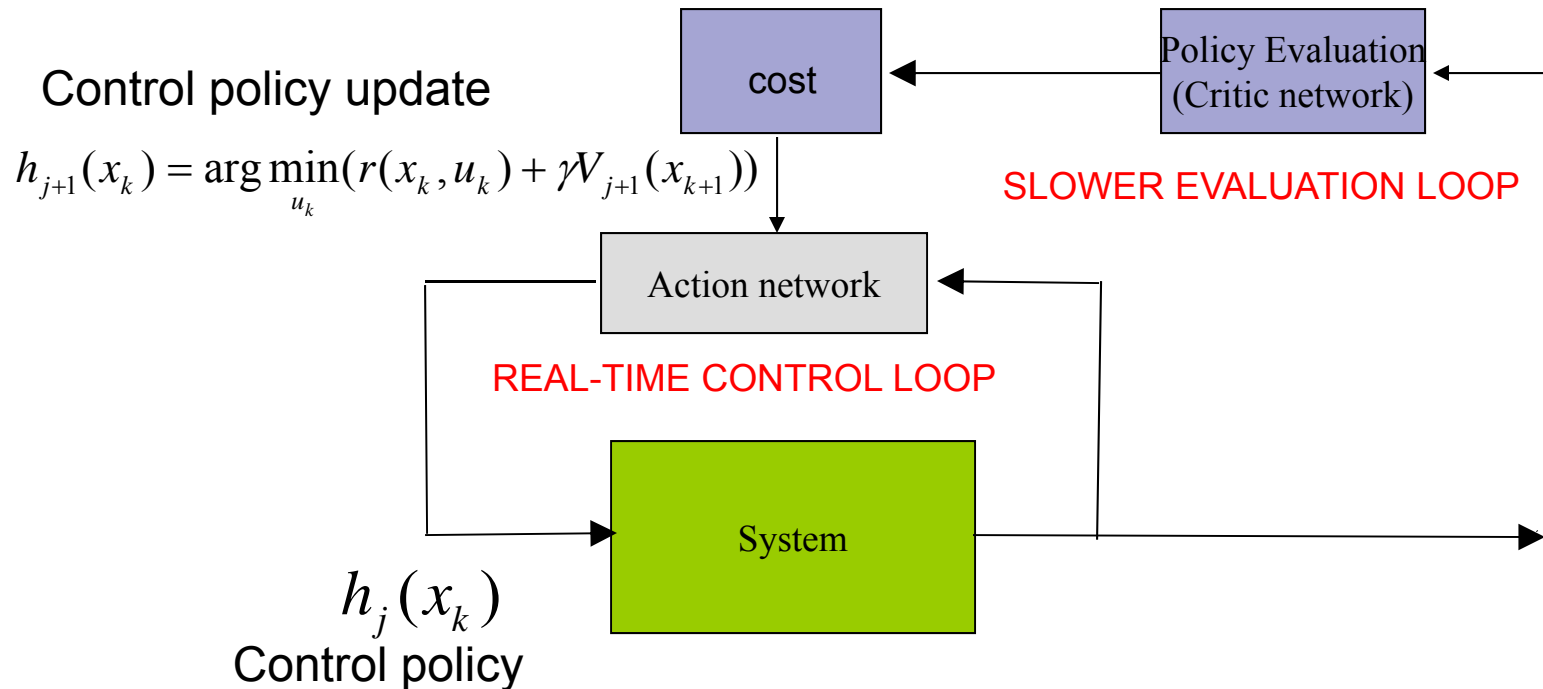 Control policy update
h_{j+1}(x_k) = arg min_{u_k}(r(x_k, u_k) + γV_{j+1}(x_{k+1}))
cost
Policy Evaluation
(Critic network)
SLOWER EVALUATION LOOP
Action network
REAL-TIME CONTROL LOOP
System
h_j(x_k)
Control policy